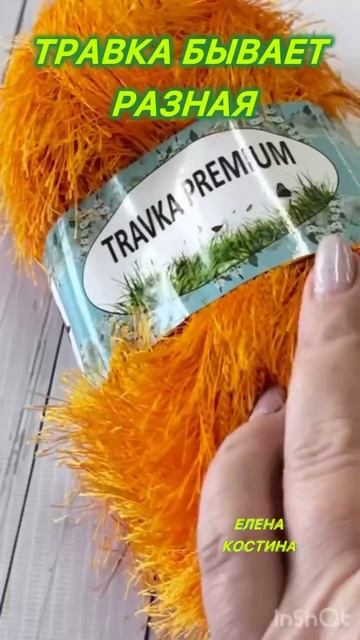 ТРАВКА БЫВАЕТ
РАЗНАЯ
TRAVKA PREMIUM
ЕЛЕНА
КОСТИНА
InShOt